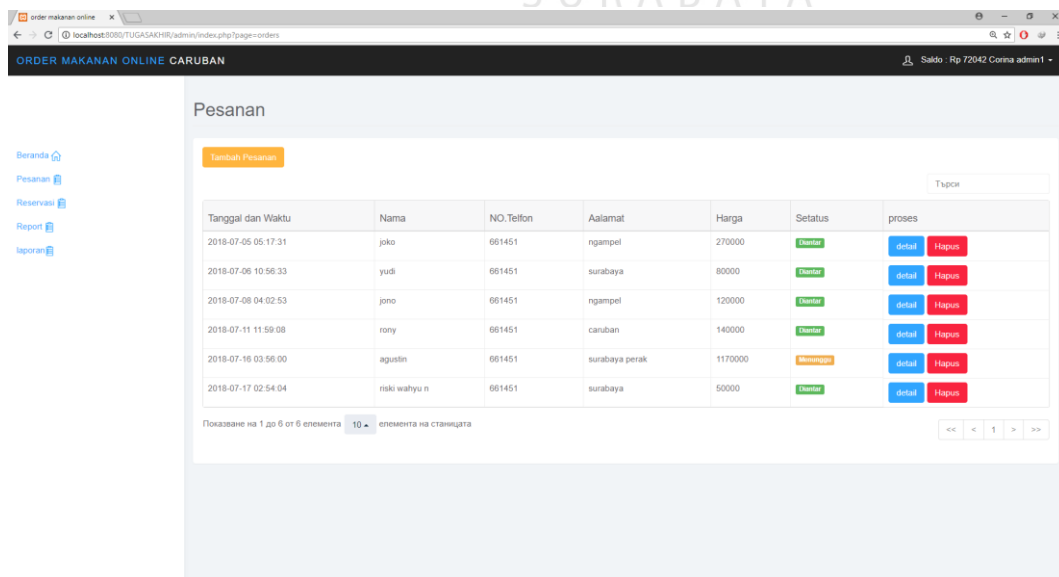 SURABAYA
order makanan online
localhost:8080/TUGASAKHIR/admin/index.php?page=orders
ORDER MAKANAN ONLINE CARUBAN
Saldo : Rp 72042 Corina admin1
Pesanan
Beranda
Pesanan
Reservasi
Report
laporan
Tambah Pesanan
Търси
Tanggal dan Waktu Nama NO.Telfon Aalamat Harga Setatus proses
2018-07-05 05:17:31 joko 661451 ngampel 270000 Diantar detail Hapus
2018-07-06 10:56:33 yudi 661451 surabaya 80000 Diantar detail Hapus
2018-07-08 04:02:53 jono 661451 ngampel 120000 Diantar detail Hapus
2018-07-11 11:59:08 rony 661451 caruban 140000 Diantar detail Hapus
2018-07-16 03:56:00 agustin 661451 surabaya perak 1170000 Menunggu detail Hapus
2018-07-17 02:54:04 riski wahyu n 661451 surabaya 50000 Diantar detail Hapus
Показване на 1 до 6 от 6 елемента 10 елемента на станицата
<< < 1 > >>